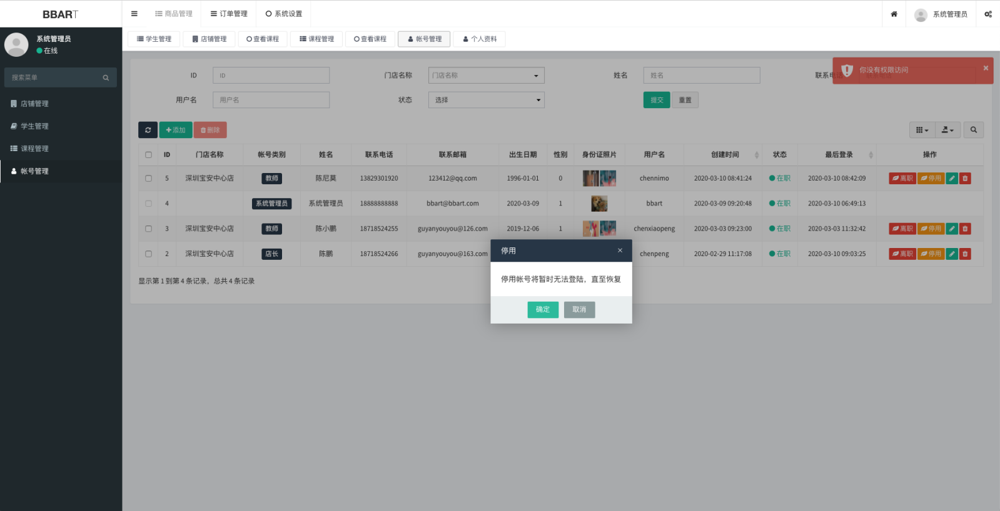 BBART
商品管理
订单管理
系统设置
系统管理员
系统管理员
在线
学生管理
店铺管理
查看课程
课程管理
查看课程
帐号管理
个人资料
搜索菜单
店铺管理
学生管理
课程管理
帐号管理
ID ID 门店名称 门店名称 姓名 姓名
你没有权限访问
用户名 用户名 状态 选择 提交 重置
添加 删除
ID 门店名称 帐号类别 姓名 联系电话 联系邮箱 出生日期 性别 身份证照片 用户名 创建时间 状态 最后登录 操作
5 深圳宝安中心店 教师 陈尼莫 13829301920 123412@qq.com 1996-01-01 0 chennimo 2020-03-10 08:41:24 在职 2020-03-10 08:42:09 离职 停用
4 系统管理员 系统管理员 18888888888 bbart@bbart.com 2020-03-09 1 bbart 2020-03-09 09:20:48 在职 2020-03-10 06:49:13
3 深圳宝安中心店 教师 陈小鹏 18718524255 guyanyouyou@126.com 2019-12-06 1 chenxiaopeng 2020-03-03 09:23:00 在职 2020-03-03 11:32:42 离职 停用
2 深圳宝安中心店 店长 陈鹏 18718524266 guyanyouyou@163.com chenpeng 2020-02-29 11:17:08 在职 2020-03-10 09:03:25 离职 停用
显示第 1 到第 4 条记录，总共 4 条记录
停用
停用帐号将暂时无法登陆，直至恢复
确定 取消